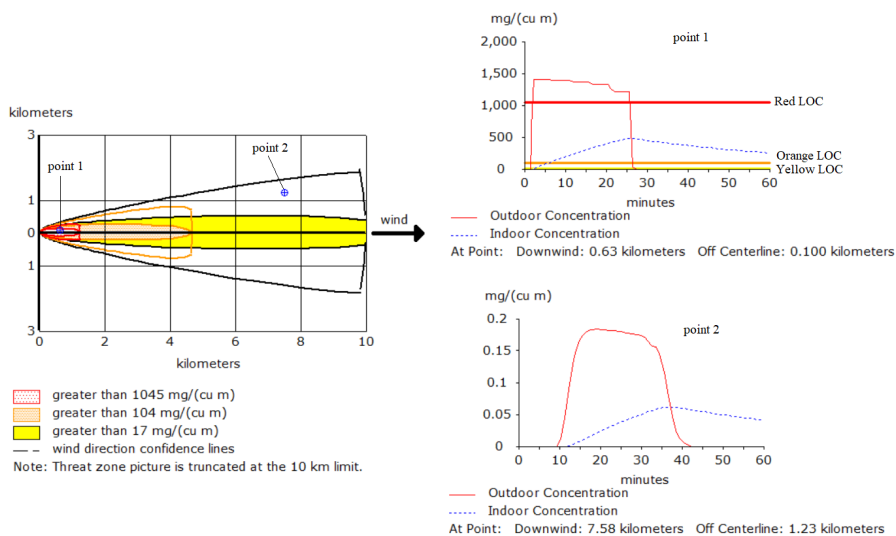 kilometers
3
1
0
1
3
point 1
point 2
wind
0 2 4 6 8 10
kilometers
greater than 1045 mg/(cu m)
greater than 104 mg/(cu m)
greater than 17 mg/(cu m)
wind direction confidence lines
Note: Threat zone picture is truncated at the 10 km limit.
mg/(cu m)
point 1
2,000
1,500
1,000
500
0
Red LOC
Orange LOC
Yellow LOC
0 10 20 30 40 50 60
minutes
Outdoor Concentration
Indoor Concentration
At Point: Downwind: 0.63 kilometers Off Centerline: 0.100 kilometers
mg/(cu m)
point 2
0.2
0.15
0.1
0.05
0
0 10 20 30 40 50 60
minutes
Outdoor Concentration
Indoor Concentration
At Point: Downwind: 7.58 kilometers Off Centerline: 1.23 kilometers